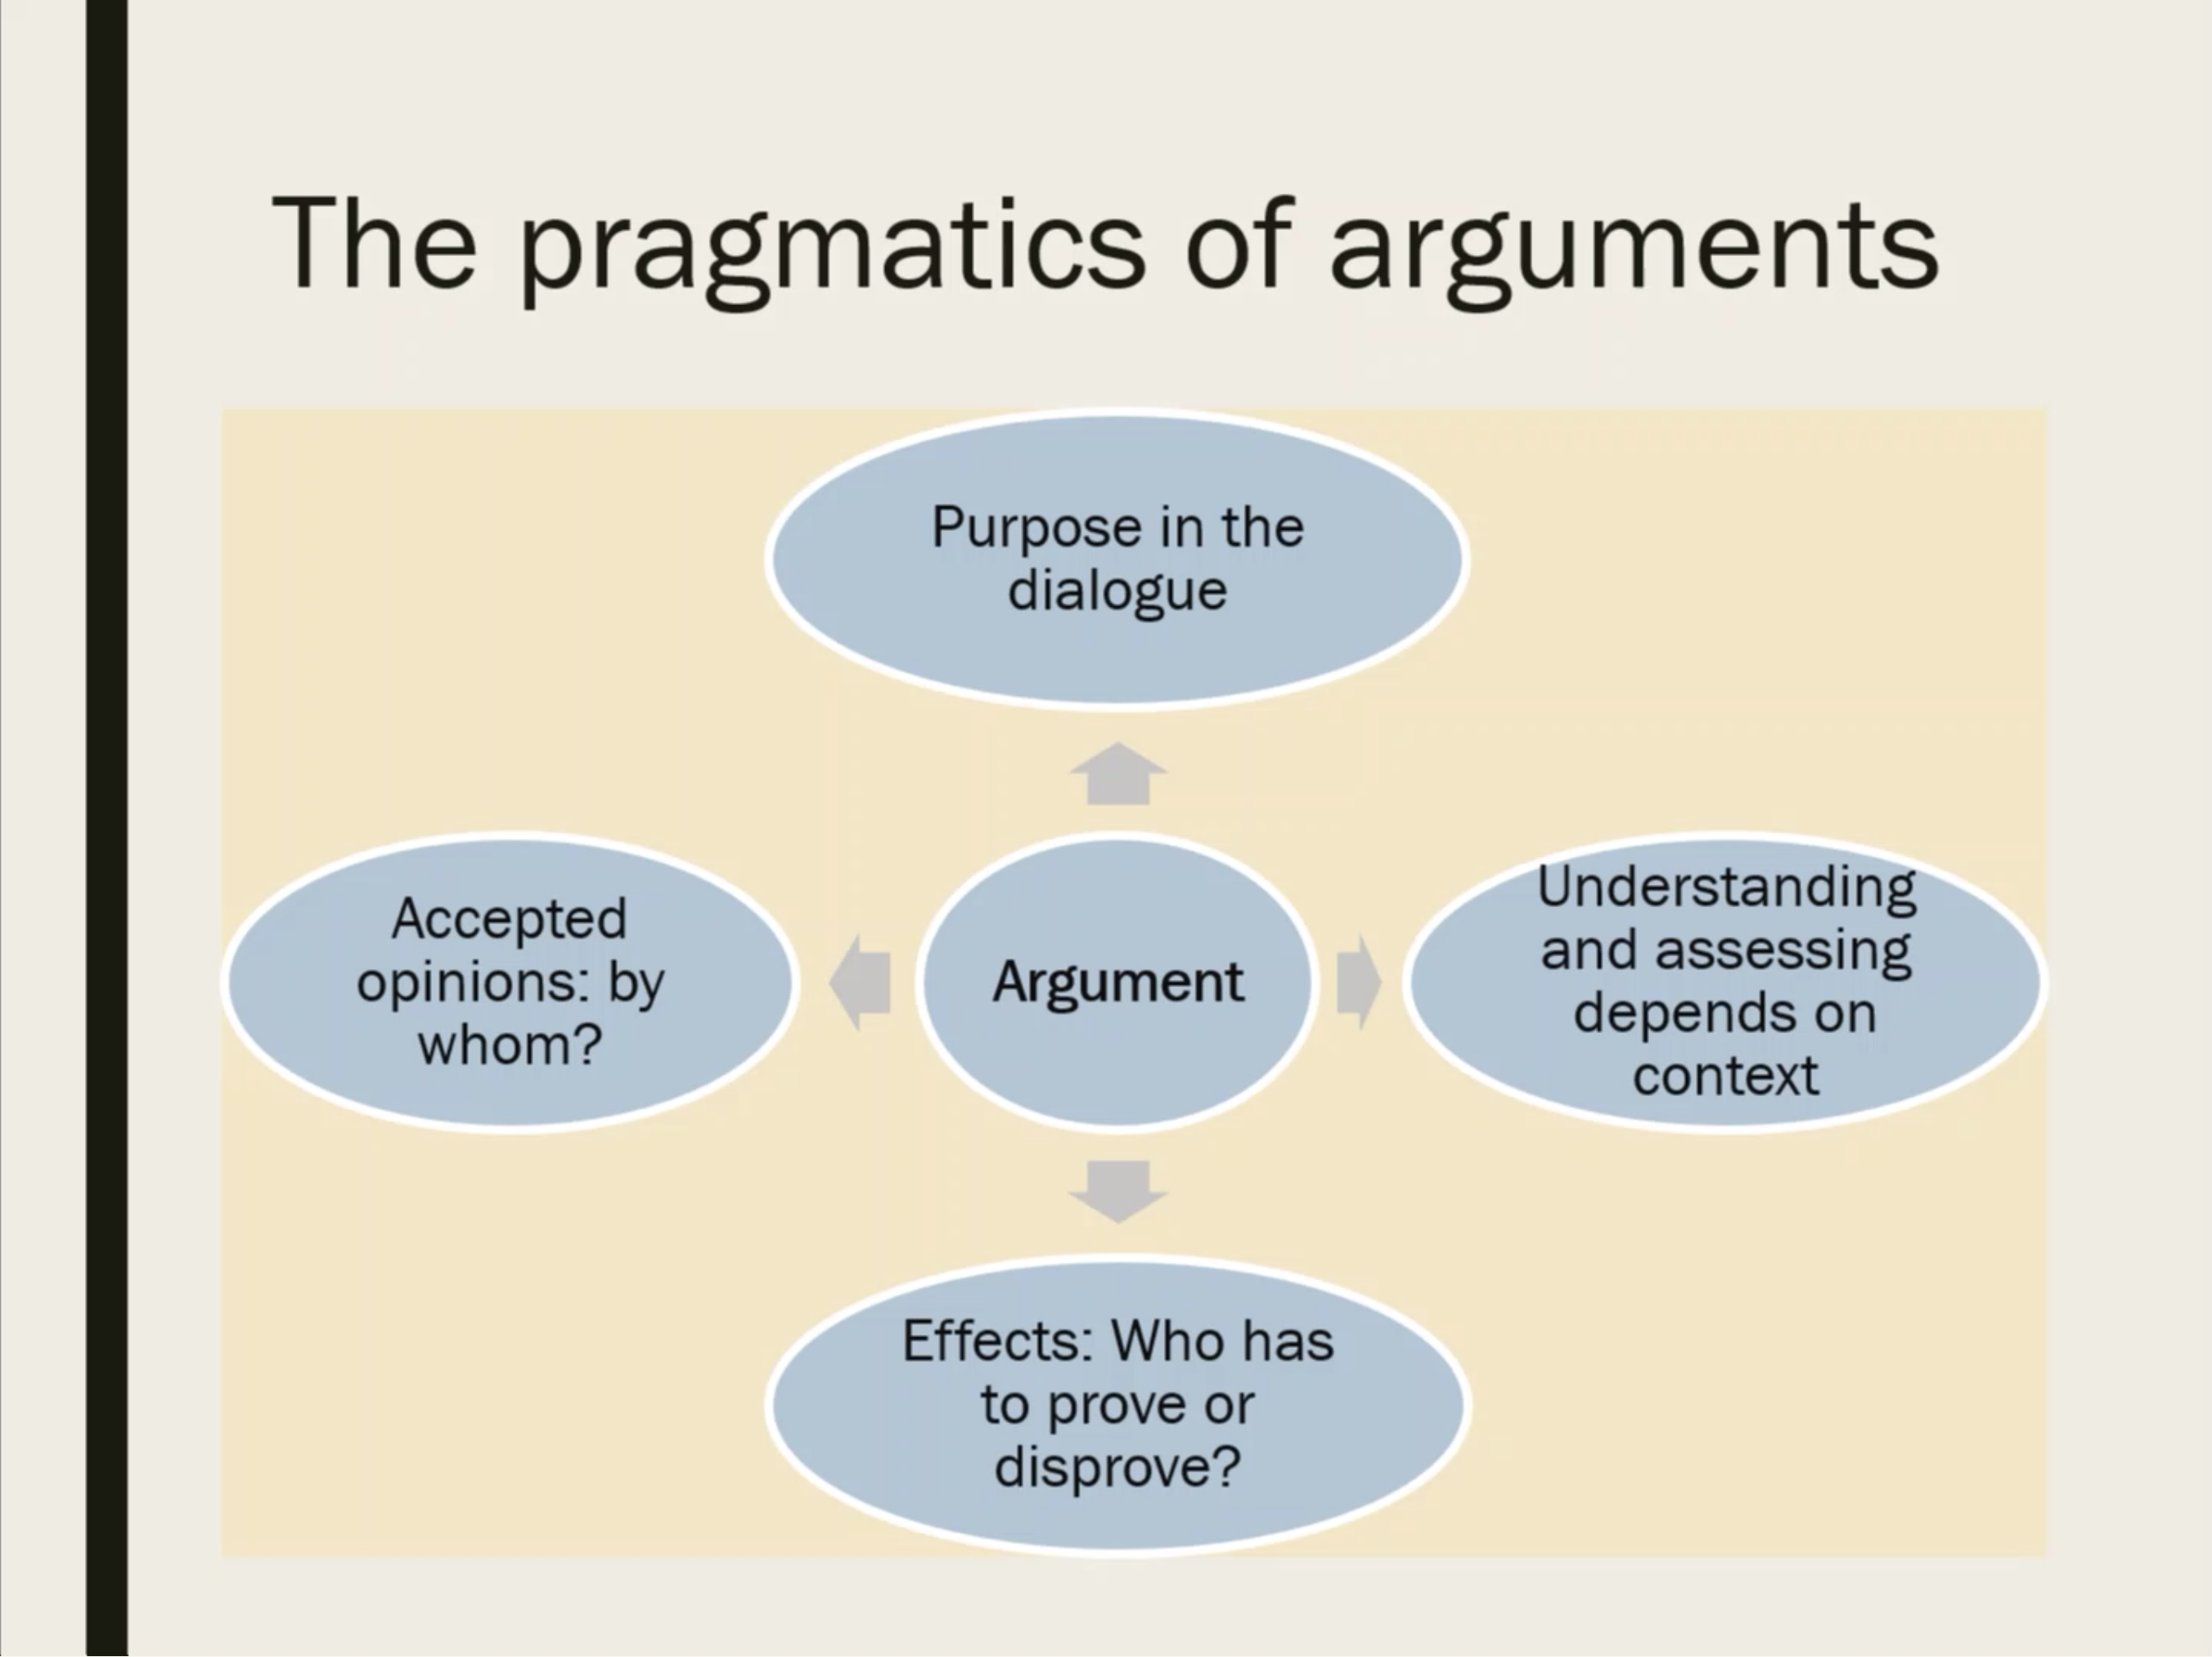 The pragmatics of arguments
Purpose in the
dialogue
Accepted
opinions: by
whom?
Argument
Understanding
and assessing
depends on
context
Effects: Who has
to prove or
disprove?